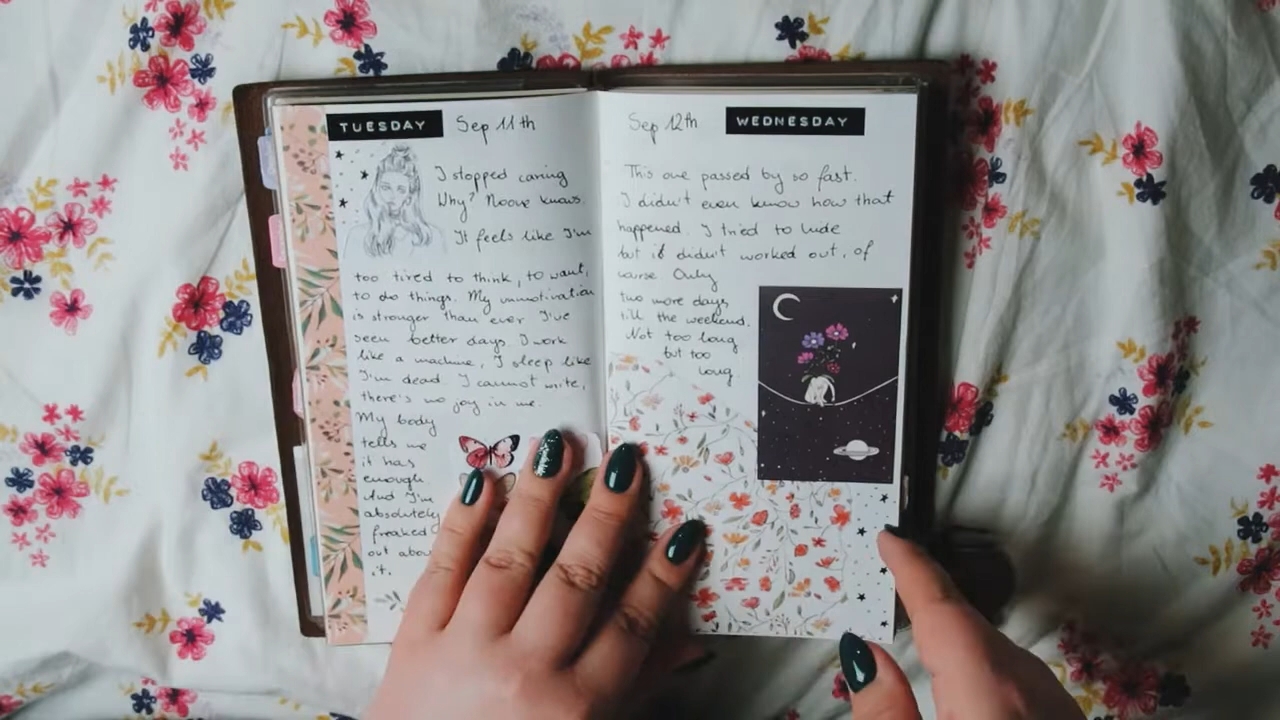 TUESDAY Sep 11th
I stopped caring
Why? Noone knows.
It feels like I'm
too tired to think, to want,
to do things. My unmotivation
is stronger than ever I've
seen better days. I work
like a machine, I sleep like
I'm dead. I cannot write,
there's no joy in me.
My body
tells me
it has
enough.
And I'm
absolutely
freaked
out abou
it.
Sep 12th WEDNESDAY
This one passed by so fast.
I didn't even know how that
happened. I tried to hide
but it didn't worked out, of
course Only
two more days
till the weekend.
Not too long
but too
long.